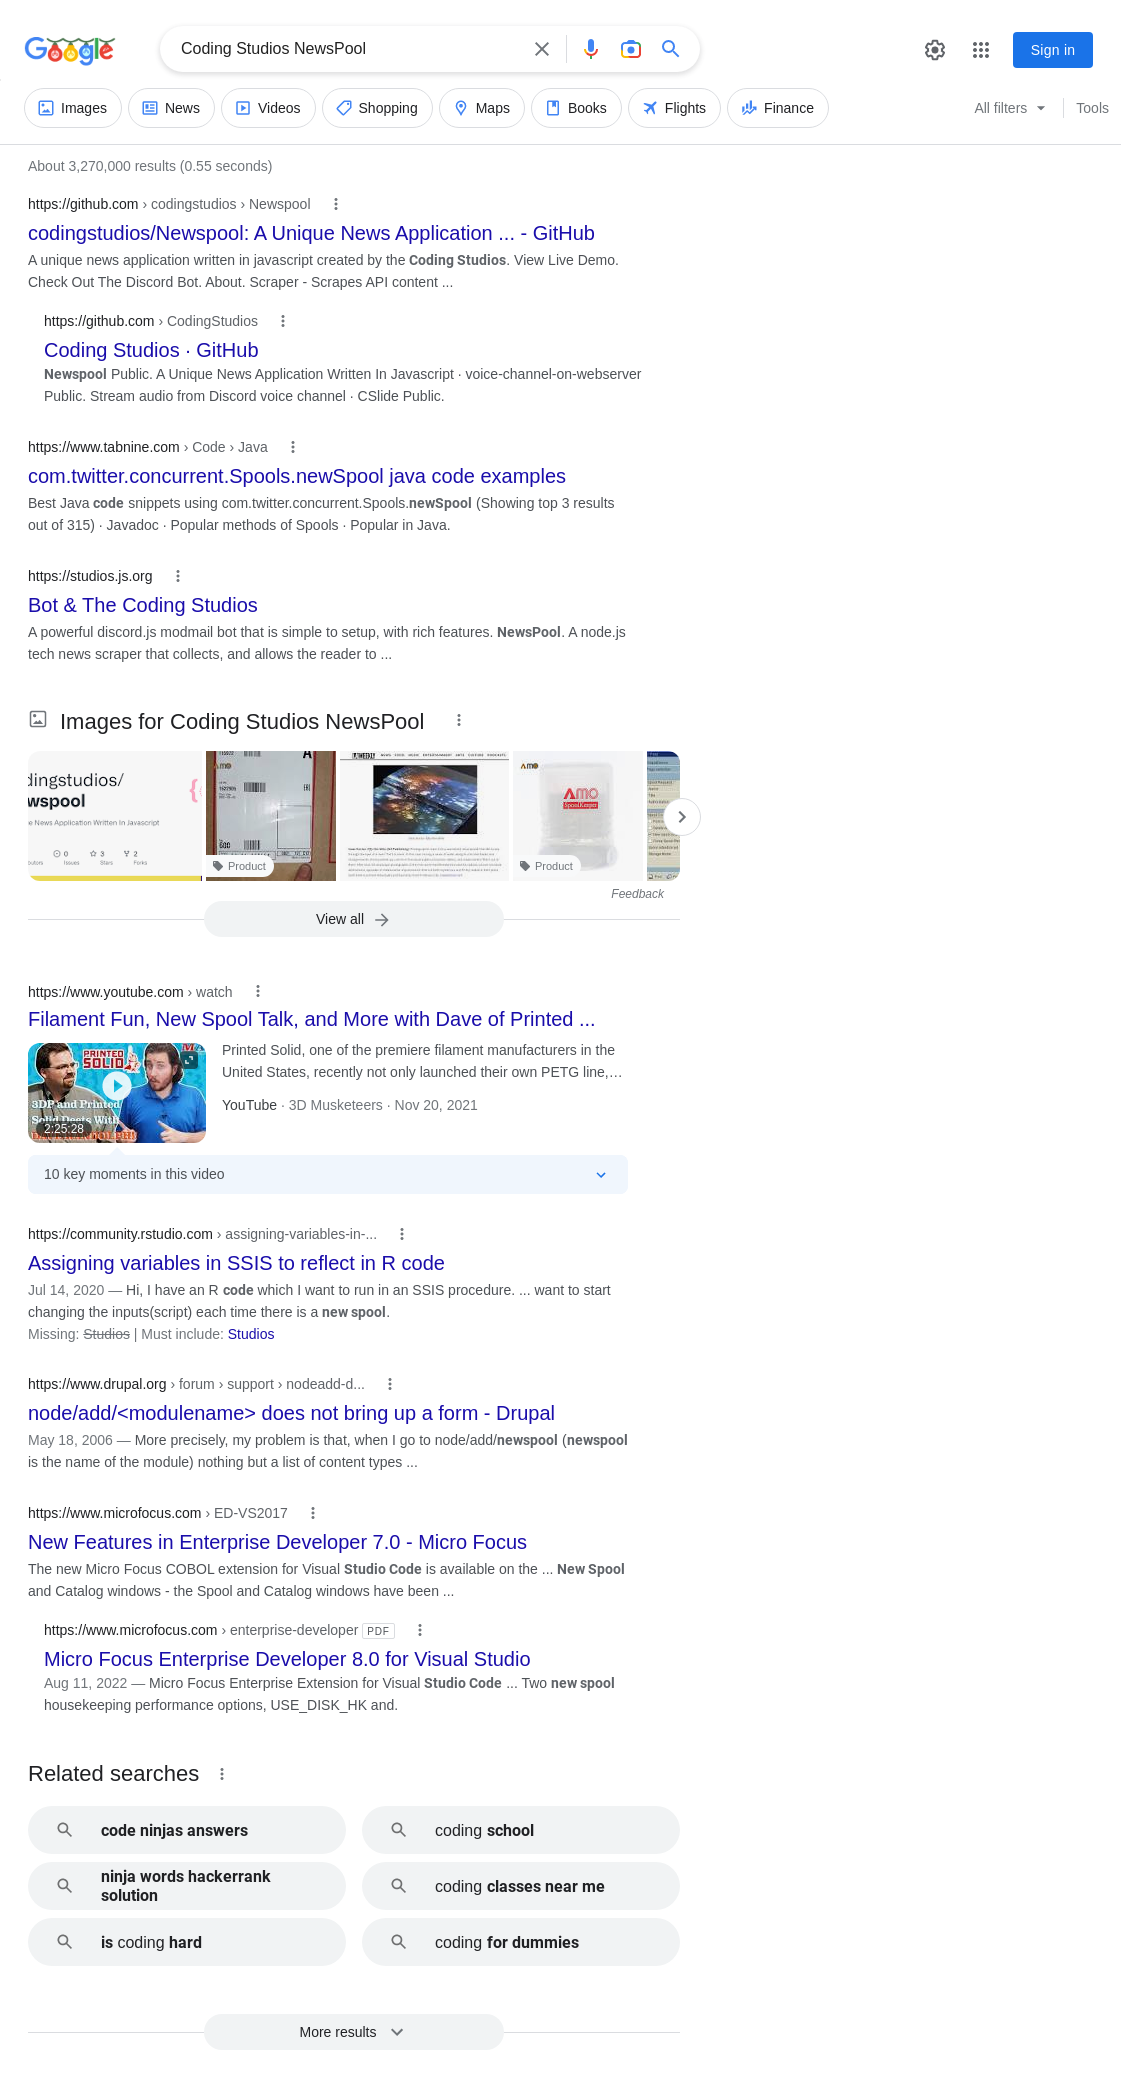 Google
Coding Studios NewsPool
Sign in
Images
News
Videos
Shopping
Maps
Books
Flights
Finance
All filters
Tools
About 3,270,000 results (0.55 seconds)
https://github.com › codingstudios › Newspool
codingstudios/Newspool: A Unique News Application ... - GitHub
A unique news application written in javascript created by the Coding Studios. View Live Demo.
Check Out The Discord Bot. About. Scraper - Scrapes API content ...
https://github.com › CodingStudios
Coding Studios · GitHub
Newspool Public. A Unique News Application Written In Javascript · voice-channel-on-webserver
Public. Stream audio from Discord voice channel · CSlide Public.
https://www.tabnine.com › Code › Java
com.twitter.concurrent.Spools.newSpool java code examples
Best Java code snippets using com.twitter.concurrent.Spools.newSpool (Showing top 3 results
out of 315) · Javadoc · Popular methods of Spools · Popular in Java.
https://studios.js.org
Bot & The Coding Studios
A powerful discord.js modmail bot that is simple to setup, with rich features. NewsPool. A node.js
tech news scraper that collects, and allows the reader to ...
Images for Coding Studios NewsPool
dingstudios/
wspool
e News Application Written In Javascript
0
3
2
Issues
Stars
Forks
Product
AMO
SpoolKeeper
Product
Feedback
View all
https://www.youtube.com › watch
Filament Fun, New Spool Talk, and More with Dave of Printed ...
PRINTED
SOLID
3DP and Printed
Solid Deets With
2:25:28
Printed Solid, one of the premiere filament manufacturers in the
United States, recently not only launched their own PETG line,…
YouTube · 3D Musketeers · Nov 20, 2021
10 key moments in this video
https://community.rstudio.com › assigning-variables-in-...
Assigning variables in SSIS to reflect in R code
Jul 14, 2020 — Hi, I have an R code which I want to run in an SSIS procedure. ... want to start
changing the inputs(script) each time there is a new spool.
Missing: Studios | Must include: Studios
https://www.drupal.org › forum › support › nodeadd-d...
node/add/<modulename> does not bring up a form - Drupal
May 18, 2006 — More precisely, my problem is that, when I go to node/add/newspool (newspool
is the name of the module) nothing but a list of content types ...
https://www.microfocus.com › ED-VS2017
New Features in Enterprise Developer 7.0 - Micro Focus
The new Micro Focus COBOL extension for Visual Studio Code is available on the ... New Spool
and Catalog windows - the Spool and Catalog windows have been ...
https://www.microfocus.com › enterprise-developer PDF
Micro Focus Enterprise Developer 8.0 for Visual Studio
Aug 11, 2022 — Micro Focus Enterprise Extension for Visual Studio Code ... Two new spool
housekeeping performance options, USE_DISK_HK and.
Related searches
code ninjas answers
coding school
ninja words hackerrank
solution
coding classes near me
is coding hard
coding for dummies
More results